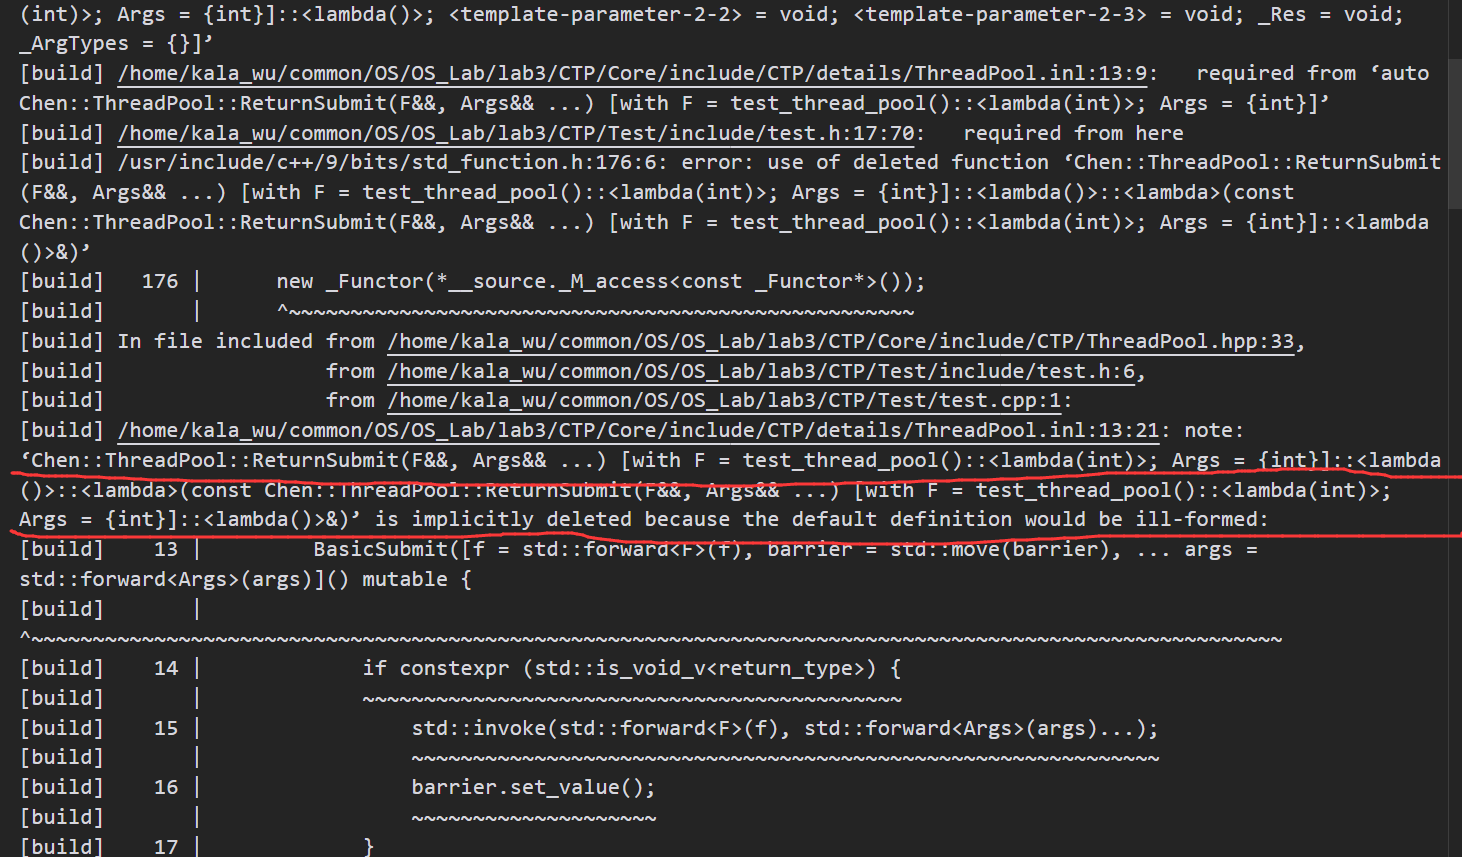 (int)>; Args = {int}]::<lambda()>; <template-parameter-2-2> = void; <template-parameter-2-3> = void; _Res = void;
_ArgTypes = {}]’
[build] /home/kala_wu/common/OS/OS_Lab/lab3/CTP/Core/include/CTP/details/ThreadPool.inl:13:9:   required from ‘auto
Chen::ThreadPool::ReturnSubmit(F&&, Args&& ...) [with F = test_thread_pool()::<lambda(int)>; Args = {int}]’
[build] /home/kala_wu/common/OS/OS_Lab/lab3/CTP/Test/include/test.h:17:70:   required from here
[build] /usr/include/c++/9/bits/std_function.h:176:6: error: use of deleted function ‘Chen::ThreadPool::ReturnSubmit
(F&&, Args&& ...) [with F = test_thread_pool()::<lambda(int)>; Args = {int}]::<lambda()>::<lambda>(const
Chen::ThreadPool::ReturnSubmit(F&&, Args&& ...) [with F = test_thread_pool()::<lambda(int)>; Args = {int}]::<lambda
()>&)’
[build]   176 |      new _Functor(*__source._M_access<const _Functor*>());
[build]       |      ^~~~~~~~~~~~~~~~~~~~~~~~~~~~~~~~~~~~~~~~~~~~~~~~~~~~
[build] In file included from /home/kala_wu/common/OS/OS_Lab/lab3/CTP/Core/include/CTP/ThreadPool.hpp:33,
[build]                  from /home/kala_wu/common/OS/OS_Lab/lab3/CTP/Test/include/test.h:6,
[build]                  from /home/kala_wu/common/OS/OS_Lab/lab3/CTP/Test/test.cpp:1:
[build] /home/kala_wu/common/OS/OS_Lab/lab3/CTP/Core/include/CTP/details/ThreadPool.inl:13:21: note:
‘Chen::ThreadPool::ReturnSubmit(F&&, Args&& ...) [with F = test_thread_pool()::<lambda(int)>; Args = {int}]::<lambda
()>::<lambda>(const Chen::ThreadPool::ReturnSubmit(F&&, Args&& ...) [with F = test_thread_pool()::<lambda(int)>;
Args = {int}]::<lambda()>&)’ is implicitly deleted because the default definition would be ill-formed:
[build]    13 |         BasicSubmit([f = std::forward<F>(f), barrier = std::move(barrier), ... args =
std::forward<Args>(args)]() mutable {
[build]       |
^~~~~~~~~~~~~~~~~~~~~~~~~~~~~~~~~~~~~~~~~~~~~~~~~~~~~~~~~~~~~~~~~~~~~~~~~~~~~~~~~~~~~~~~~~~~~~~~~~~~~~~
[build]    14 |             if constexpr (std::is_void_v<return_type>) {
[build]       |             ~~~~~~~~~~~~~~~~~~~~~~~~~~~~~~~~~~~~~~~~~~~~
[build]    15 |                 std::invoke(std::forward<F>(f), std::forward<Args>(args)...);
[build]       |                 ~~~~~~~~~~~~~~~~~~~~~~~~~~~~~~~~~~~~~~~~~~~~~~~~~~~~~~~~~~~~~
[build]    16 |                 barrier.set_value();
[build]       |                 ~~~~~~~~~~~~~~~~~~~~
[build]    17 |             }